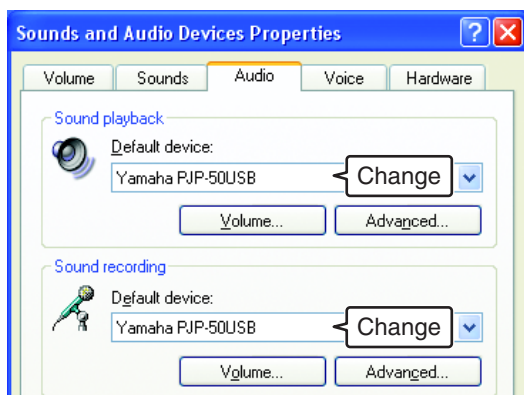 Sounds and Audio Devices Properties
Volume Sounds Audio Voice Hardware
Sound playback
Default device:
Yamaha PJP-50USB Change
Volume... Advanced...
Sound recording
Default device:
Yamaha PJP-50USB Change
Volume... Advanced...